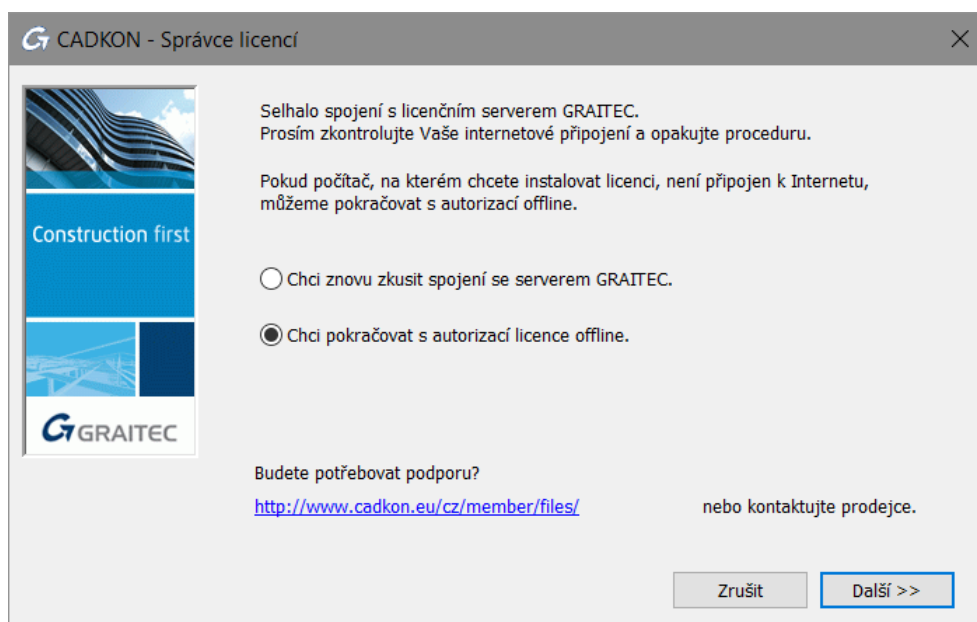 CADKON - Správce licencí
Selhalo spojení s licenčním serverem GRAITEC.
Prosím zkontrolujte Vaše internetové připojení a opakujte proceduru.
Pokud počítač, na kterém chcete instalovat licenci, není připojen k Internetu,
můžeme pokračovat s autorizací offline.
Construction first
Chci znovu zkusit spojení se serverem GRAITEC.
Chci pokračovat s autorizací licence offline.
GRAITEC
Budete potřebovat podporu?
http://www.cadkon.eu/cz/member/files/ nebo kontaktujte prodejce.
Zrušit Další >>